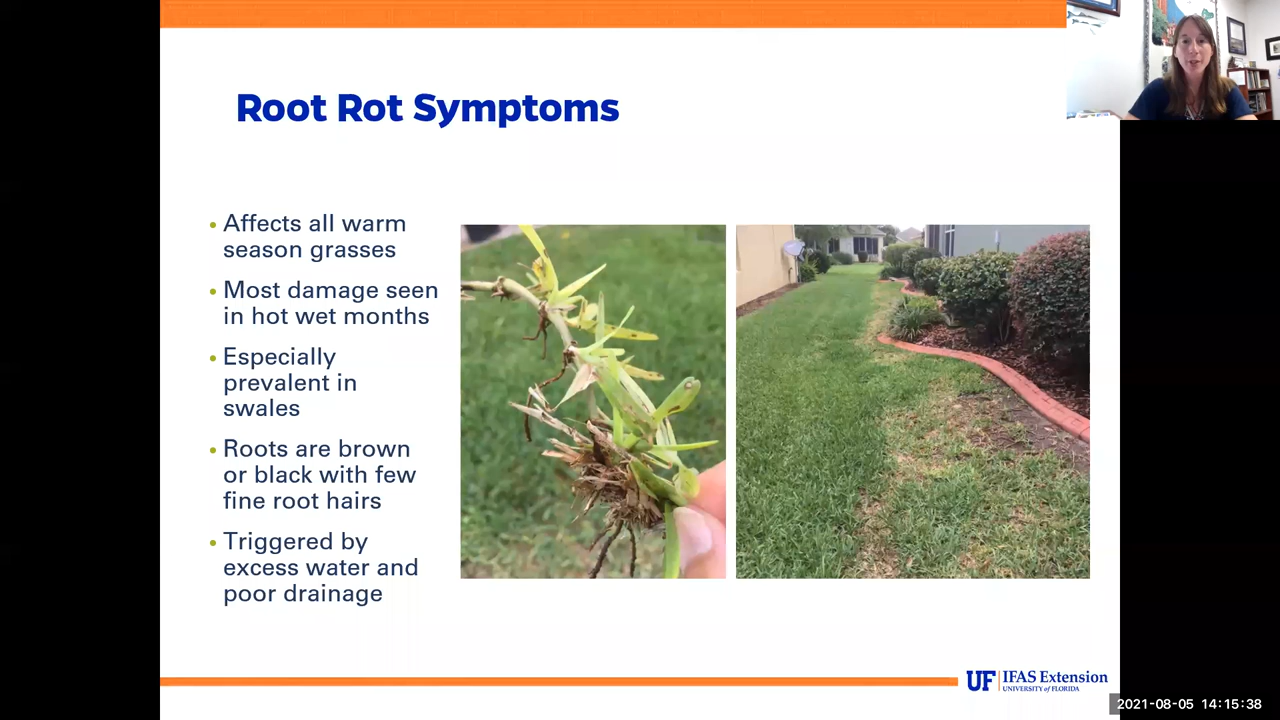 Root Rot Symptoms
• Affects all warm
season grasses
• Most damage seen
in hot wet months
• Especially
prevalent in
swales
• Roots are brown
or black with few
fine root hairs
• Triggered by
excess water and
poor drainage
UF IFAS Extension
UNIVERSITY of FLORIDA
2021-08-05 14:15:38